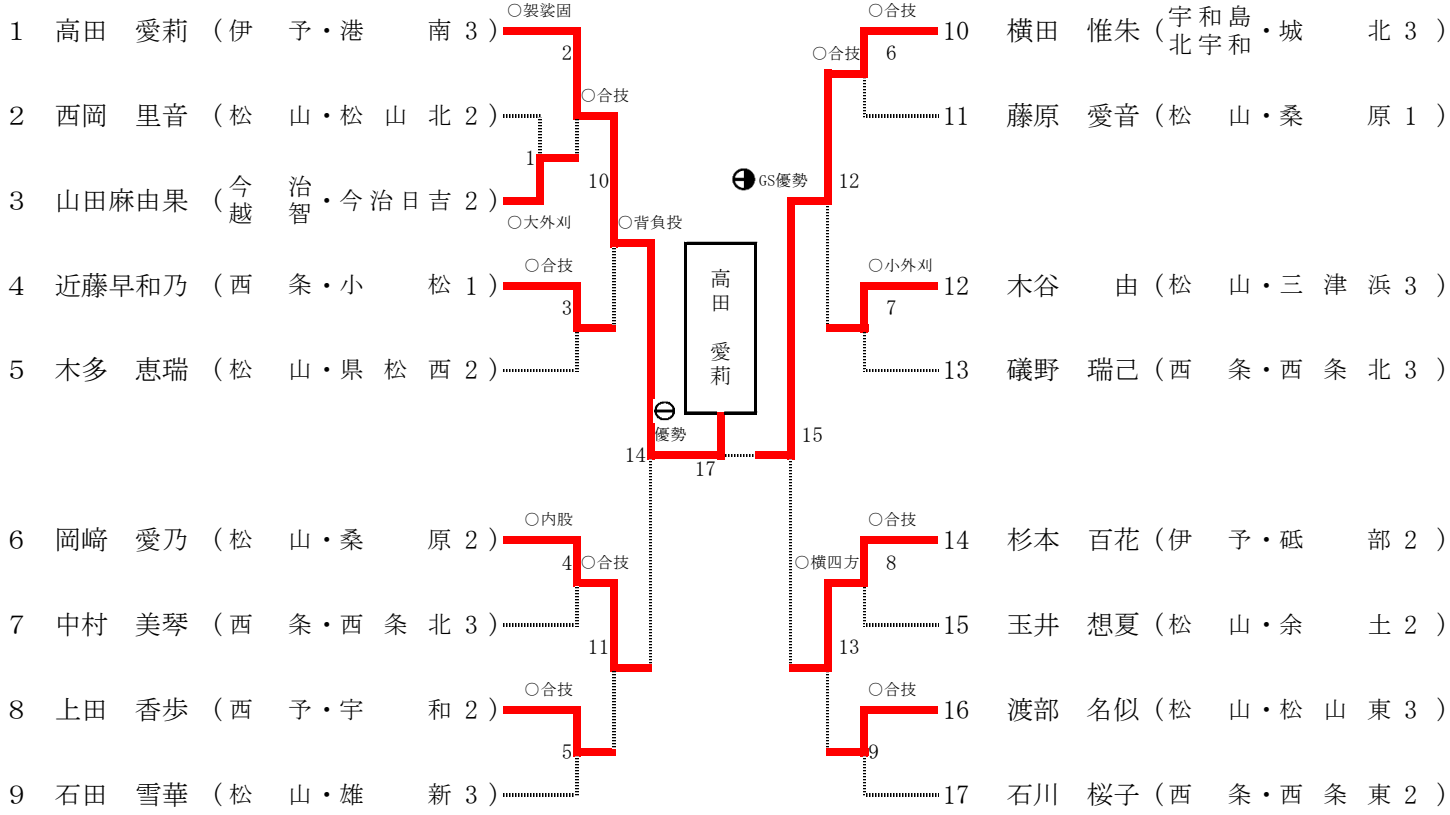 1 高田 愛莉 (伊 予・港 南 3)
2 西岡 里音 (松 山・松 山 北 2)
3 山田麻由果 (今 治 越 智・今 治 日 吉 2)
4 近藤早和乃 (西 条・小 松 1)
5 木多 恵瑞 (松 山・県 松 西 2)
6 岡﨑 愛乃 (松 山・桑 原 2)
7 中村 美琴 (西 条・西 条 北 3)
8 上田 香歩 (西 予・宇 和 2)
9 石田 雪華 (松 山・雄 新 3)
○袈裟固
2
○合技
1
10
○大外刈
○背負投
○合技
3
⊖
優勢
14
17
○内股
4
○合技
11
○合技
5
高田 愛莉
○合技
6
○合技
GS優勢
12
○小外刈
7
15
○合技
8
○横四方
13
○合技
9
10 横田 惟朱 (宇和島 北宇和・城 北 3)
11 藤原 愛音 (松 山・桑 原 1)
12 木谷 由 (松 山・三 津 浜 3)
13 礒野 瑞己 (西 条・西 条 北 3)
14 杉本 百花 (伊 予・砥 部 2)
15 玉井 想夏 (松 山・余 土 2)
16 渡部 名似 (松 山・松 山 東 3)
17 石川 桜子 (西 条・西 条 東 2)